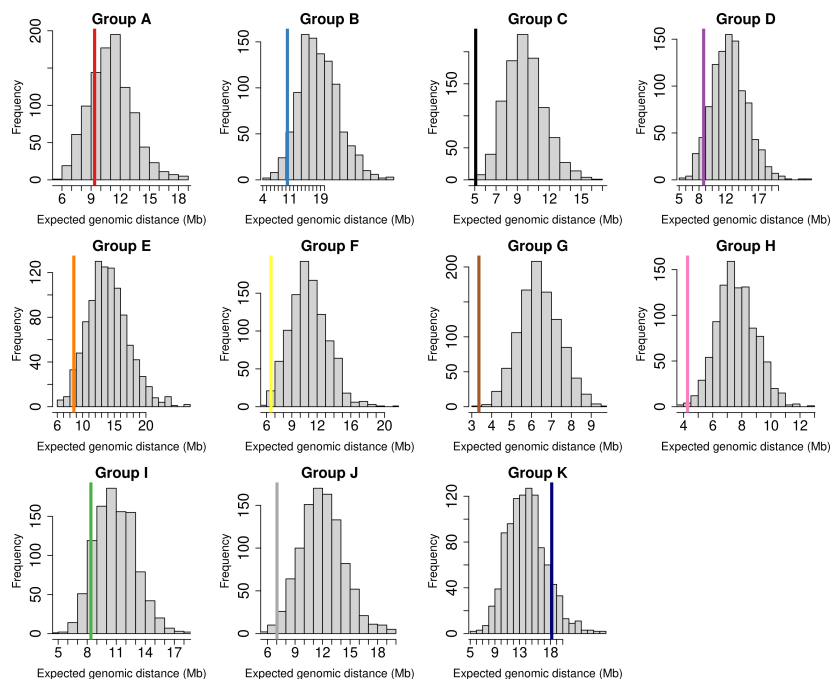 Group A Group B Group C Group D
Frequency 0 50 100 150 200
Frequency 0 50 100 150
Frequency 0 50 150
Frequency 0 50 100 150
6 9 12 15 18
4 11 19
5 7 9 12 15
5 8 12 17
Expected genomic distance (Mb) Expected genomic distance (Mb) Expected genomic distance (Mb) Expected genomic distance (Mb)
Group E Group F Group G Group H
Frequency 0 40 80 120
Frequency 0 50 100 150
Frequency 0 50 100 150 200
Frequency 0 50 100 150
6 10 15 20
6 9 12 16 20
3 4 5 6 7 8 9
4 6 8 10 12
Expected genomic distance (Mb) Expected genomic distance (Mb) Expected genomic distance (Mb) Expected genomic distance (Mb)
Group I Group J Group K
Frequency 0 50 100 150
Frequency 0 50 100 150
Frequency 0 40 80 120
5 8 11 14 17
6 9 12 15 18
5 9 13 18
Expected genomic distance (Mb) Expected genomic distance (Mb) Expected genomic distance (Mb)